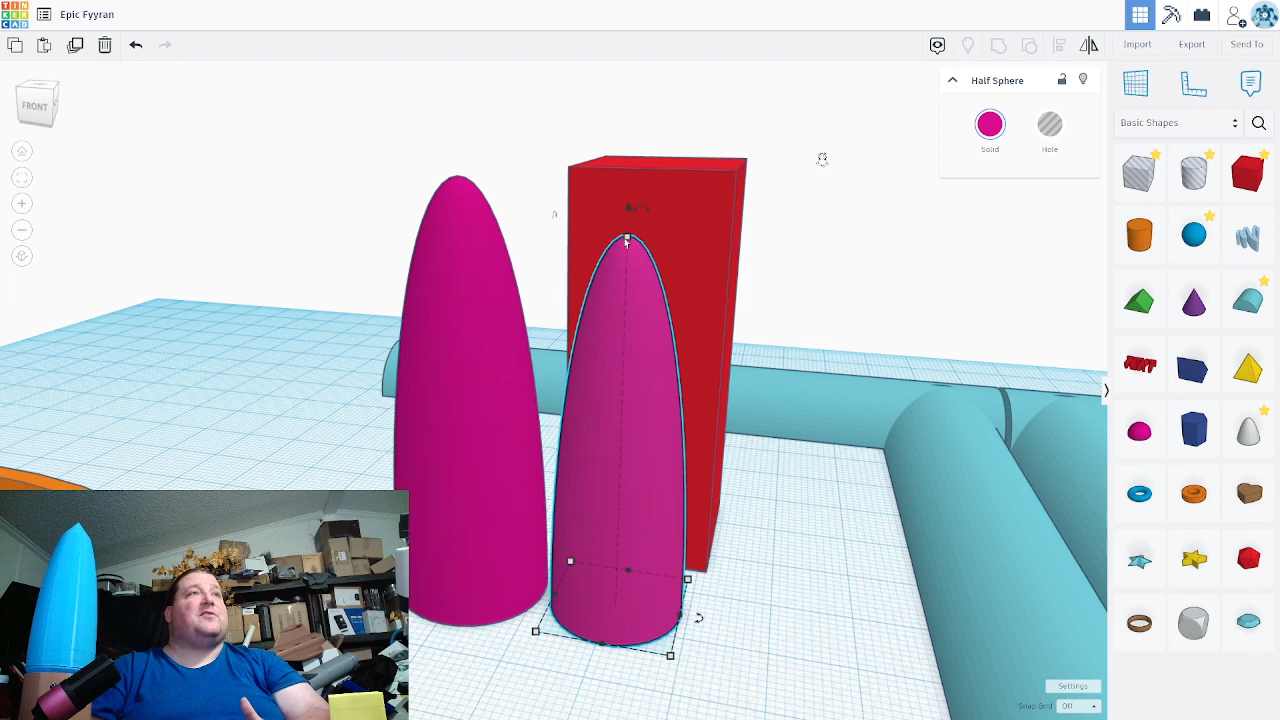 TIN
KER
CAD
Epic Fyyran
Import
Export
Send To
FRONT
Half Sphere
Solid
Hole
Basic Shapes
TEXT
Settings
Snap Grid
Off